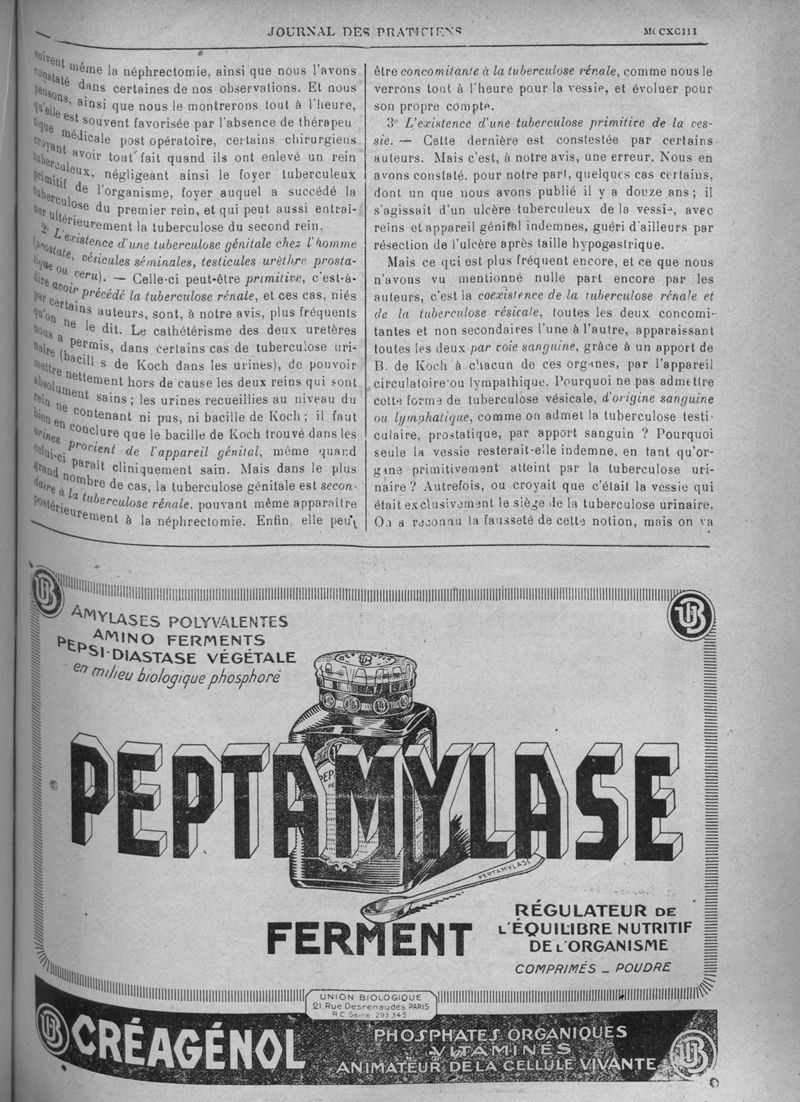 JOURNAL DES PRATICIENS
MCCXCIII
suivent même la néphrectomie, ainsi que nous l'avons
constaté dans certaines de nos observations. Et nous
pensons, ainsi que nous le montrerons tout à l'heure,
qu'elle est souvent favorisée par l'absence de thérapeu
tique médicale post opératoire, certains chirurgiens
croyant avoir tout fait quand ils ont enlevé un rein
tuberculeux, négligeant ainsi le foyer tuberculeux
primitif de l'organisme, foyer auquel a succédé la
tuberculose du premier rein, et qui peut aussi entraî-
ner ultérieurement la tuberculose du second rein.
2° L'existence d'une tuberculose génitale chez l'homme
(prostate, vésicules séminales, testicules urèthre prosta-
tique ou veru). — Celle-ci peut-être primitive, c'est-à-
dire avoir précédé la tuberculose rénale, et ces cas, niés
par certains auteurs, sont, à notre avis, plus fréquents
qu'on ne le dit. Le cathétérisme des deux uretères
nous a permis, dans certains cas de tuberculose uri-
naire (bacill s de Koch dans les urines), de pouvoir
mettre nettement hors de cause les deux reins qui sont
absolument sains ; les urines recueillies au niveau du
rein ne contenant ni pus, ni bacille de Koch ; il faut
bien en conclure que le bacille de Koch trouvé dans les
urines provient de l'appareil génital, même quand
celui-ci parait cliniquement sain. Mais dans le plus
grand nombre de cas, la tuberculose génitale est secon-
daire à la tuberculose rénale, pouvant même apparaître
postérieurement à la néphrectomie. Enfin, elle peut
être concomitante à la tuberculose rénale, comme nous le
verrons tout à l'heure pour la vessie, et évoluer pour
son propre compte.
3° L'existence d'une tuberculose primitive de la ves-
sie. — Cette dernière est constestée par certains
auteurs. Mais c'est, à notre avis, une erreur. Nous en
avons constaté, pour notre part, quelques cas certains,
dont un que nous avons publié il y a douze ans ; il
s'agissait d'un ulcère tuberculeux de la vessie, avec
reins et appareil génital indemnes, guéri d'ailleurs par
résection de l'ulcère après taille hypogastrique.
Mais ce qui est plus fréquent encore, et ce que nous
n'avons vu mentionné nulle part encore par les
auteurs, c'est la coexistence de la tuberculose rénale et
de la tuberculose vésicale, toutes les deux concomi-
tantes et non secondaires l'une à l'autre, apparaissant
toutes les deux par voie sanguine, grâce à un apport de
B. de Koch à chacun de ces organes, par l'appareil
circulatoire ou lymphatique. Pourquoi ne pas admettre
cette forme de tuberculose vésicale, d'origine sanguine
ou lymphatique, comme on admet la tuberculose testi-
culaire, prostatique, par apport sanguin ? Pourquoi
seule la vessie resterait-elle indemne, en tant qu'or-
gane primitivement atteint par la tuberculose uri-
naire ? Autrefois, ou croyait que c'était la vessie qui
était exclusivement le siège de la tuberculose urinaire.
On a reconnu la fausseté de cette notion, mais on va
UB
UB
AMYLASES POLYVALENTES
AMINO FERMENTS
PEPSI-DIASTASE VÉGÉTALE
en milieu biologique phosphoré
PEPTAMYLASE
PEPTAMYLASE
FERMENT
RÉGULATEUR DE
L'ÉQUILIBRE NUTRITIF
DE L'ORGANISME
COMPRIMÉS _ POUDRE
UNION BIOLOGIQUE
21, Rue Desrenaudes PARIS
R C Seine 293 345
UB
CRÉAGÉNOL
PHOSPHATES ORGANIQUES
VITAMINES
ANIMATEUR DE LA CELLULE VIVANTE
UB